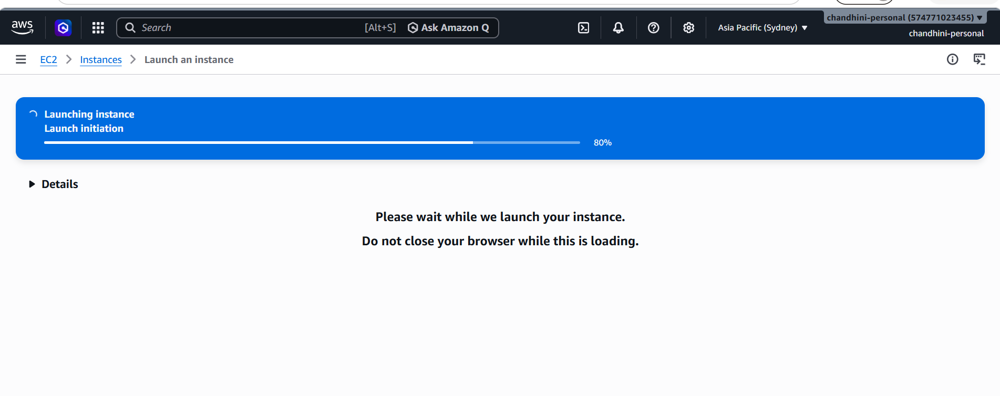 aws
Search [Alt+S] Ask Amazon Q
Asia Pacific (Sydney) ▼
chandhini-personal (574771023455) ▼
chandhini-personal
EC2 > Instances > Launch an instance
Launching instance
Launch initiation
80%
Details
Please wait while we launch your instance.
Do not close your browser while this is loading.